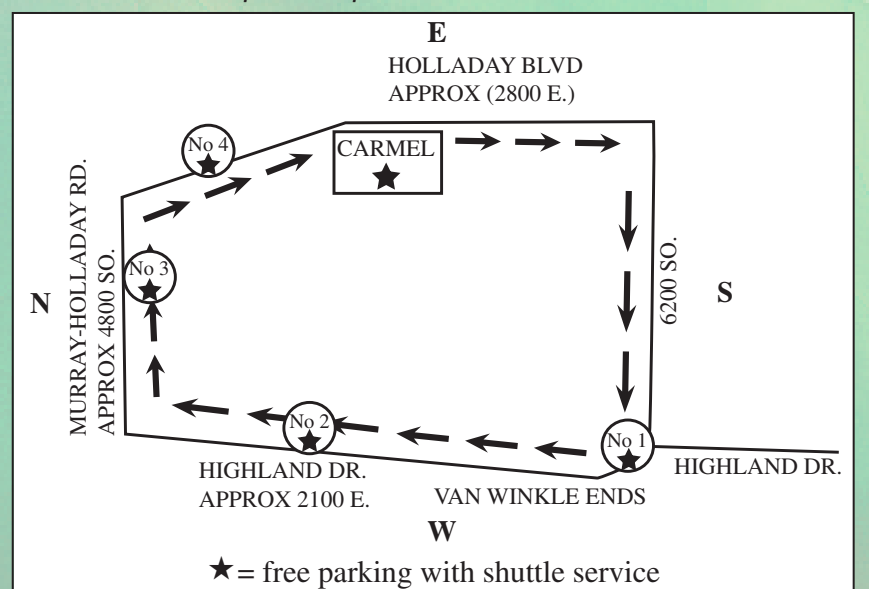 E
HOLLADAY BLVD
APPROX (2800 E.)
No 4
CARMEL
MURRAY-HOLLADAY RD.
APPROX 4800 SO.
No 3
N
6200 SO.
S
No 2
No 1
HIGHLAND DR.
APPROX 2100 E.
VAN WINKLE ENDS
HIGHLAND DR.
W
★ = free parking with shuttle service